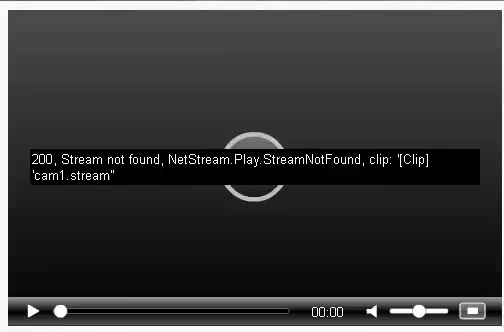 200, Stream not found, NetStream.Play.StreamNotFound, clip: '[Clip]
'cam1.stream''
00:00